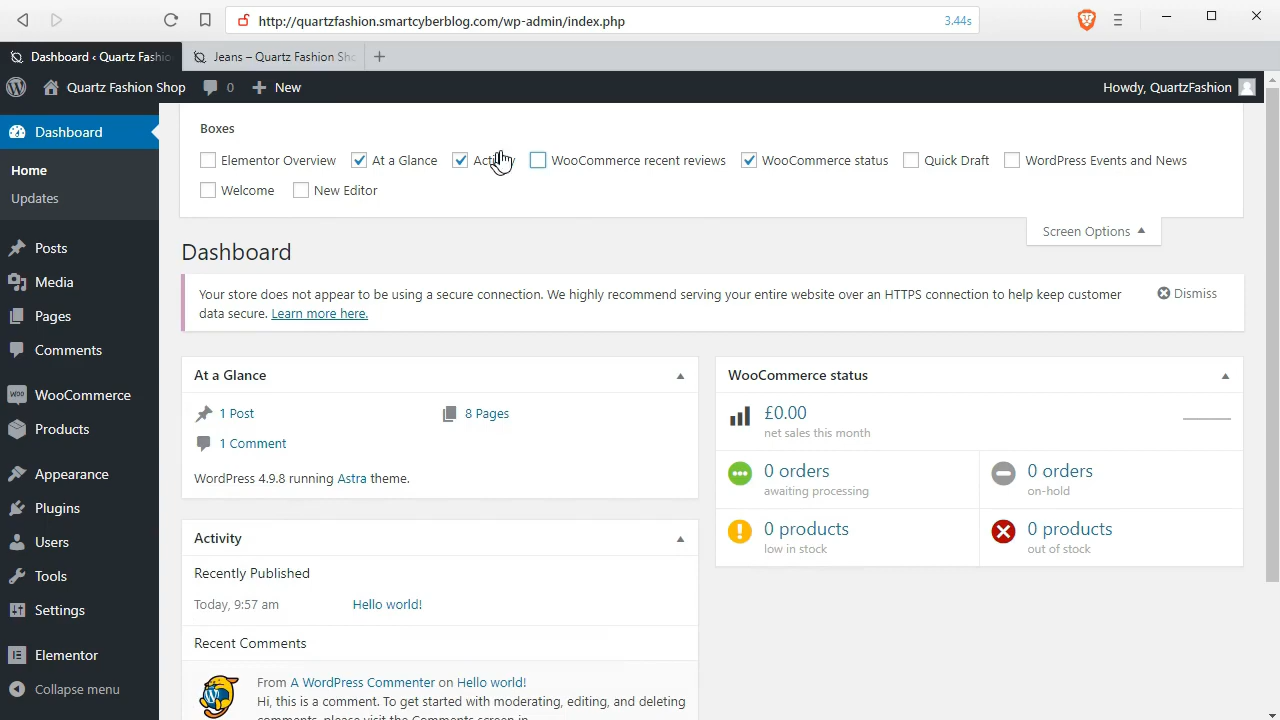 http://quartzfashion.smartcyberblog.com/wp-admin/index.php 3.44s
Dashboard ‹ Quartz Fashio Jeans – Quartz Fashion Sho
Quartz Fashion Shop 0 New Howdy, QuartzFashion
Dashboard
Home
Updates
Posts
Media
Pages
Comments
WooCommerce
Products
Appearance
Plugins
Users
Tools
Settings
Elementor
Collapse menu
Boxes
Elementor Overview At a Glance WooCommerce recent reviews WooCommerce status Quick Draft WordPress Events and News
Welcome New Editor
Screen Options
Dashboard
Your store does not appear to be using a secure connection. We highly recommend serving your entire website over an HTTPS connection to help keep customer
data secure. Learn more here.
Dismiss
At a Glance
1 Post 8 Pages
1 Comment
WordPress 4.9.8 running Astra theme.
Activity
Recently Published
Today, 9:57 am Hello world!
Recent Comments
From A WordPress Commenter on Hello world!
Hi, this is a comment. To get started with moderating, editing, and deleting
comments, please visit the Comments screen in
WooCommerce status
£0.00
net sales this month
0 orders
awaiting processing
0 orders
on-hold
0 products
low in stock
0 products
out of stock